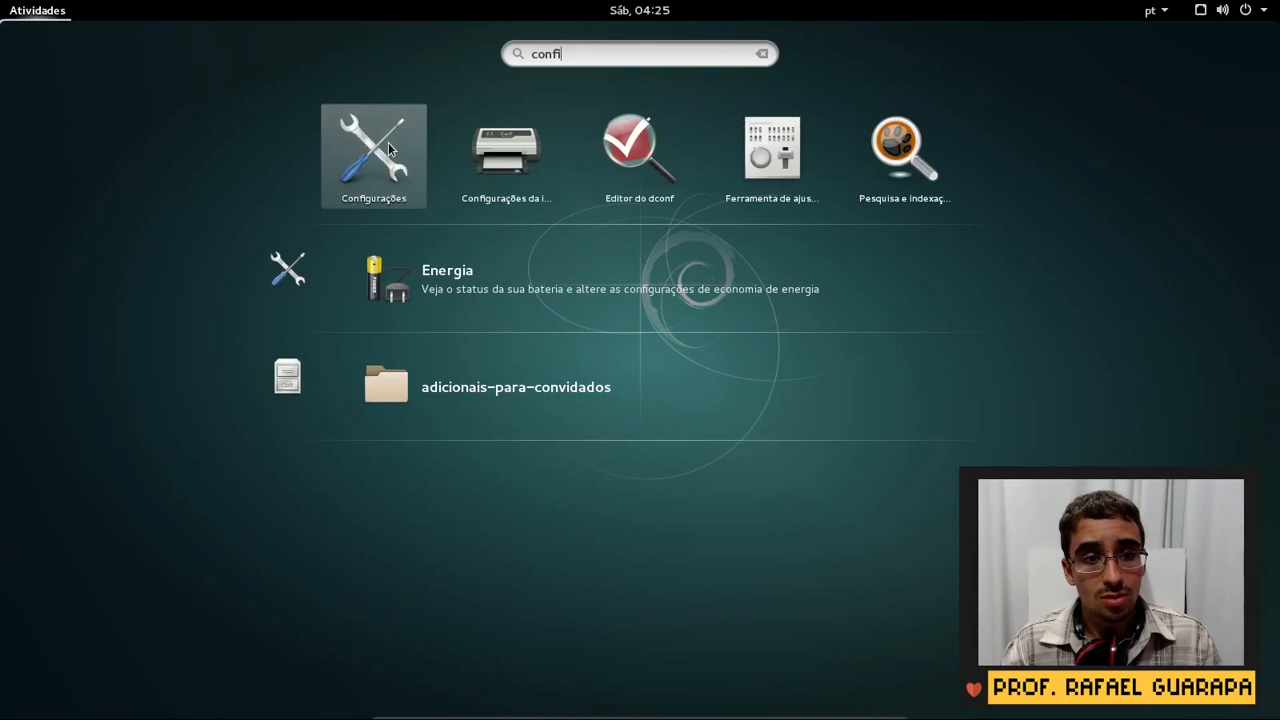 Atividades
Sáb, 04:25
pt
confi
Configurações
Configurações da i...
Editor do dconf
Ferramenta de ajus...
Pesquisa e indexaç...
Energia
Veja o status da sua bateria e altere as configurações de economia de energia
adicionais-para-convidados
PROF. RAFAEL GUARAPA